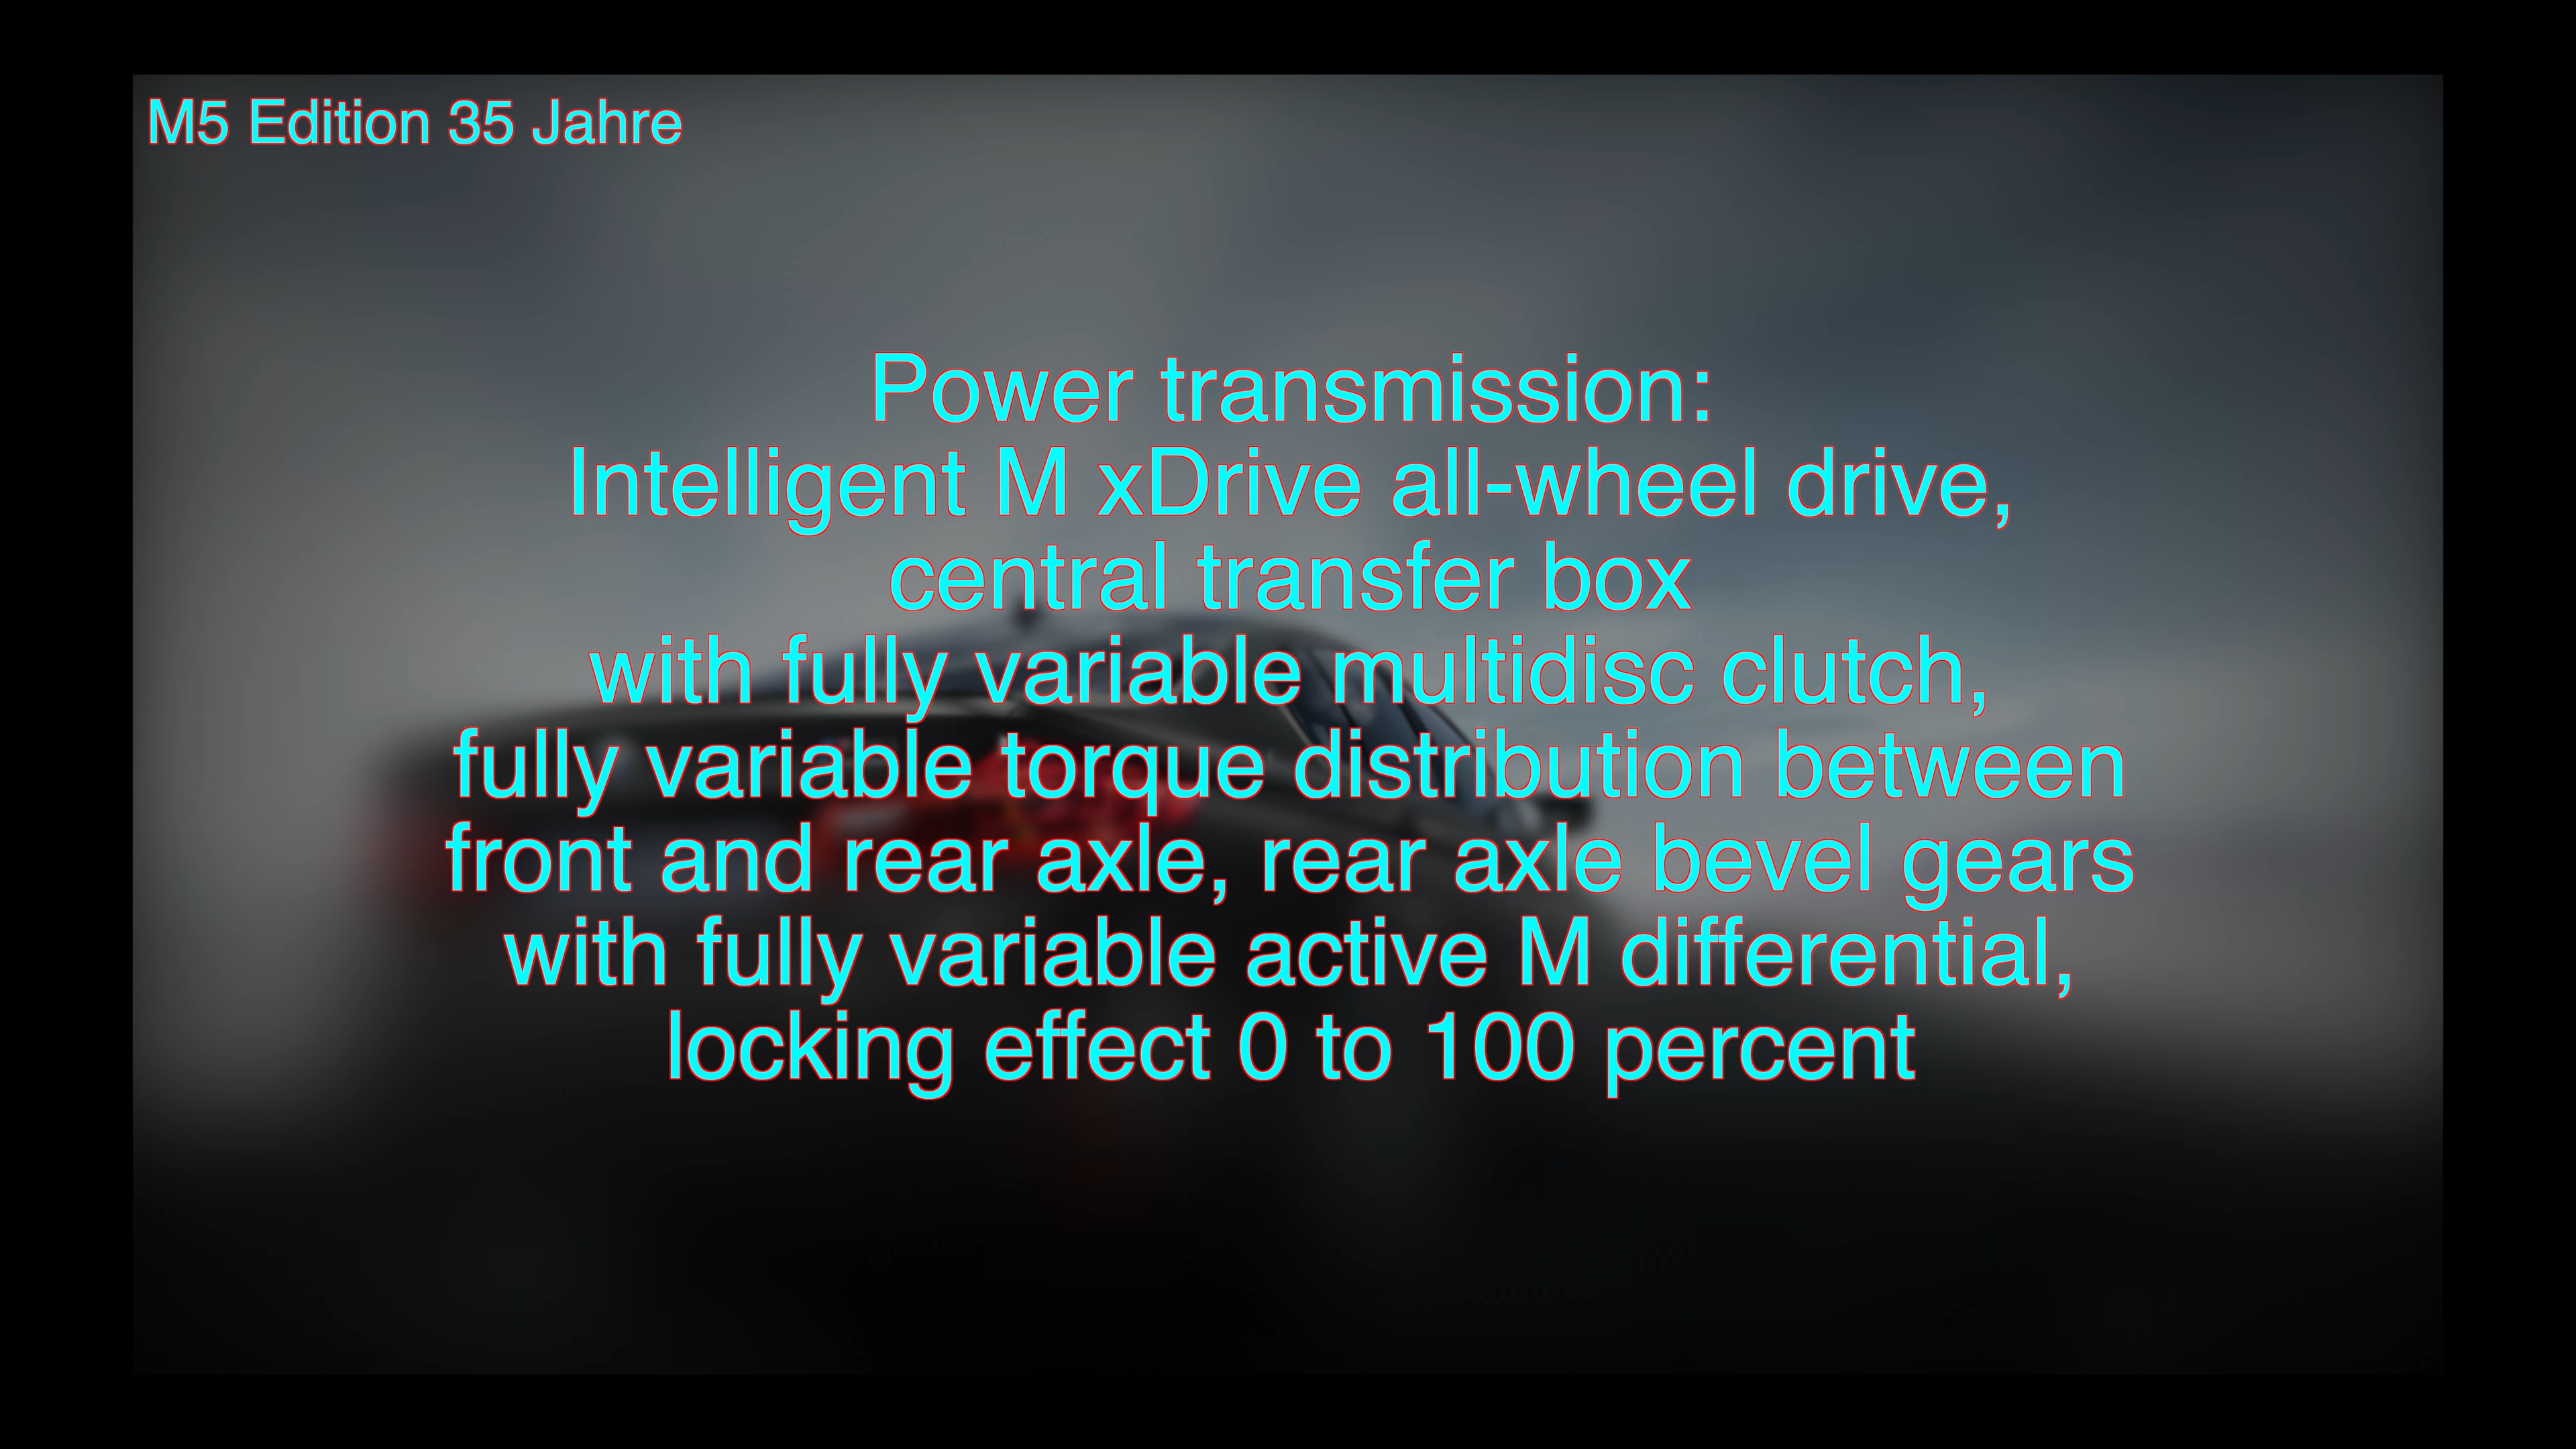 M5 Edition 35 Jahre
Power transmission:
Intelligent M xDrive all-wheel drive,
central transfer box
with fully variable multidisc clutch,
fully variable torque distribution between
front and rear axle, rear axle bevel gears
with fully variable active M differential,
locking effect 0 to 100 percent